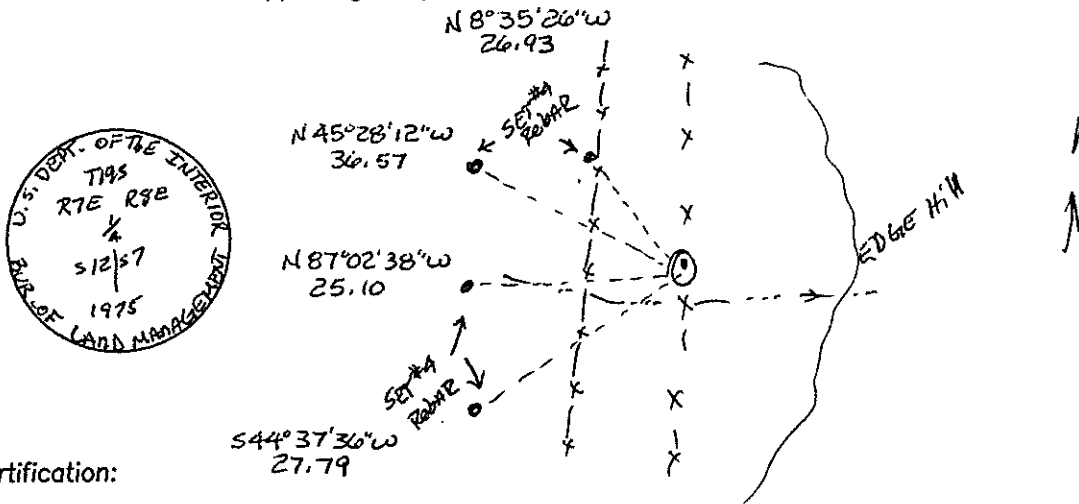 N 8°35'26"W
26.93
SET #4
RebAR
N 45°28'12"W
36.57
U.S. DEPT. OF THE INTERIOR
T19S
R7E R8E
1/4
S12|S7
1975
BUR. OF LAND MANAGEMENT
EDGE Hill
N 87°02'38"W
25.10
SET #4
RebAR
S44°37'36"W
27.79
rtification: